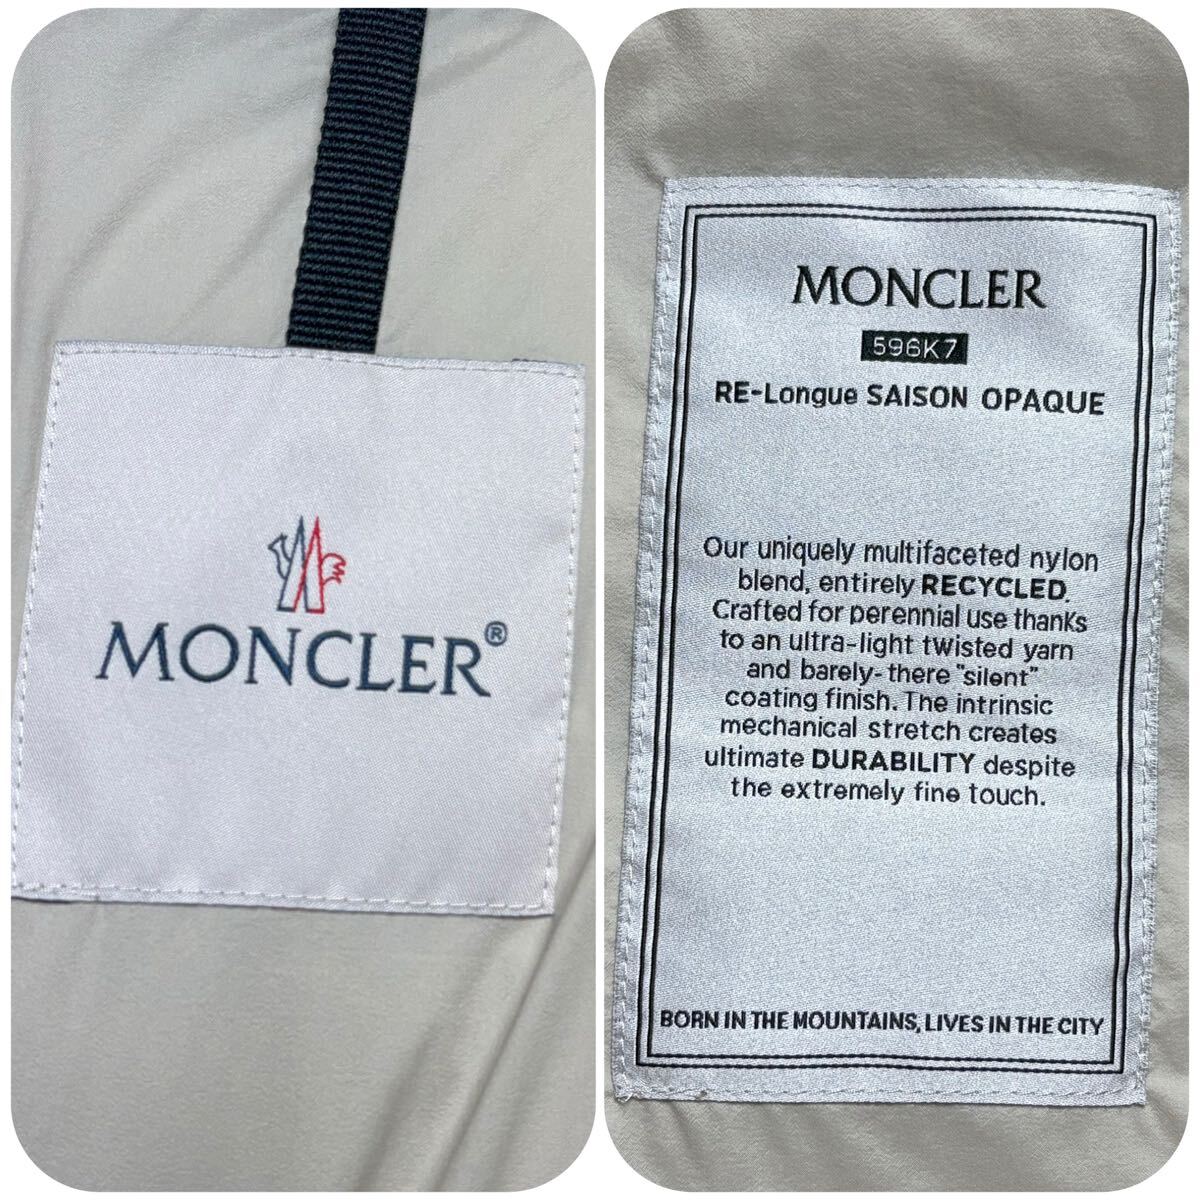 MONCLER®
MONCLER
596K7
RE-Longue SAISON OPAQUE
Our uniquely multifaceted nylon
blend, entirely RECYCLED.
Crafted for perennial use thanks
to an ultra-light twisted yarn
and barely-there "silent"
coating finish. The intrinsic
mechanical stretch creates
ultimate DURABILITY despite
the extremely fine touch.
BORN IN THE MOUNTAINS, LIVES IN THE CITY